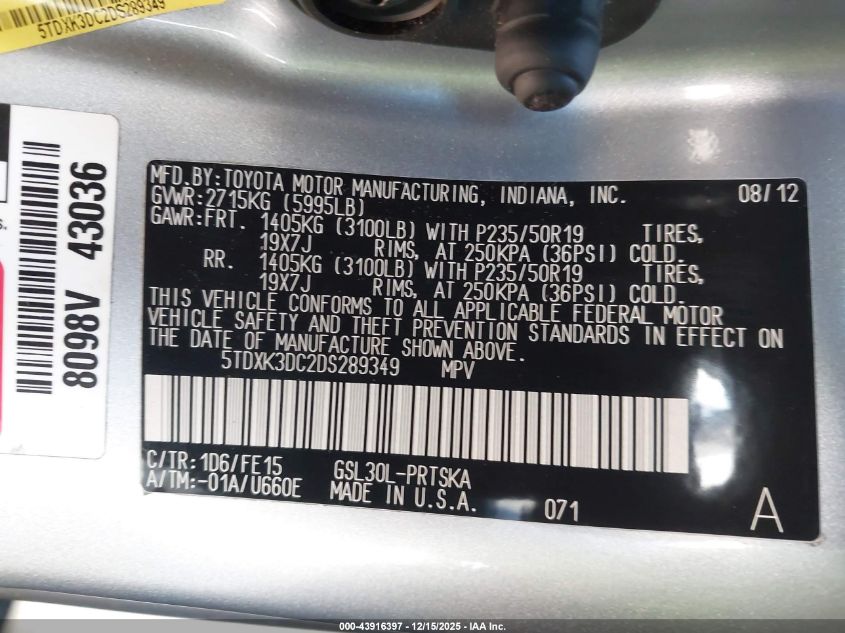 5TDXK3DC2DS289349
8098V 43036
s.
MFD.BY:TOYOTA MOTOR MANUFACTURING, INDIANA, INC. 08/12
GVWR:2715KG (5995LB)
GAWR:FRT. 1405KG (3100LB) WITH P235/50R19 TIRES,
19X7J RIMS, AT 250KPA (36PSI) COLD.
RR. 1405KG (3100LB) WITH P235/50R19 TIRES,
19X7J RIMS, AT 250KPA (36PSI) COLD.
THIS VEHICLE CONFORMS TO ALL APPLICABLE FEDERAL MOTOR
VEHICLE SAFETY AND THEFT PREVENTION STANDARDS IN EFFECT ON
THE DATE OF MANUFACTURE SHOWN ABOVE.
5TDXK3DC2DS289349 MPV
C/TR:1D6/FE15 GSL30L-PRTSKA
A/TM:-01A/U660E MADE IN U.S.A. 071 A
000-43916397 - 12/15/2025 - IAA Inc.